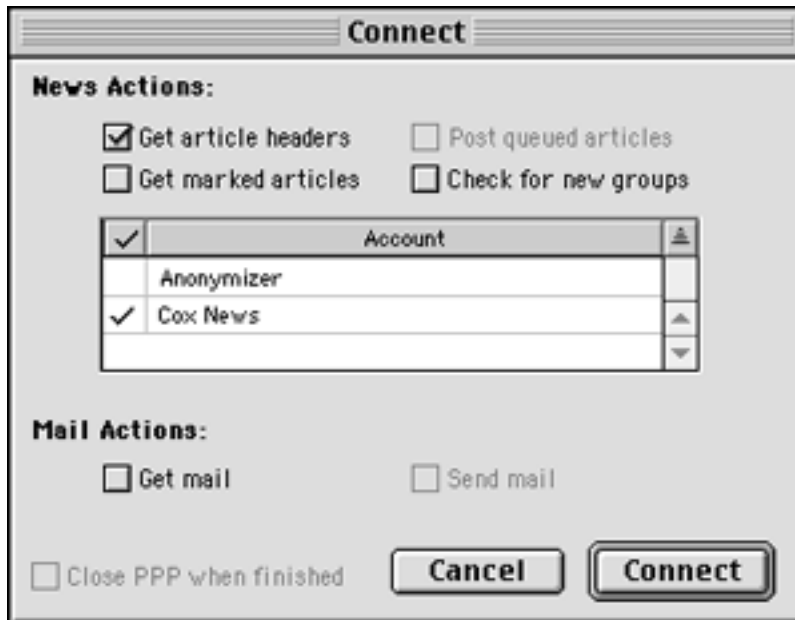 Connect
News Actions:
Get article headers Post queued articles
Get marked articles Check for new groups
Account
Anonymizer
Cox News
Mail Actions:
Get mail Send mail
Close PPP when finished Cancel Connect